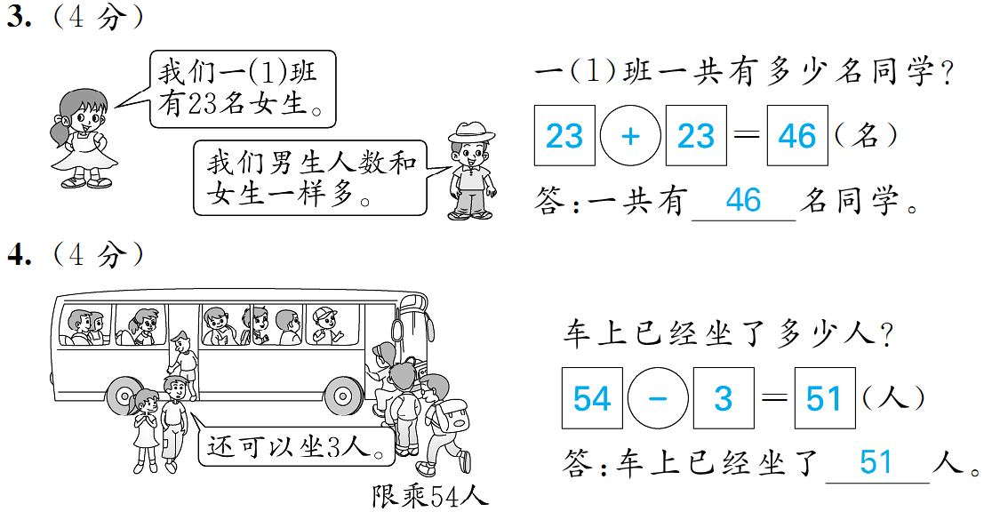 3.（4 分）
我们一(1)班
有23名女生。
我们男生人数和
女生一样多。
一(1)班一共有多少名同学？
23 + 23 = 46 (名)
答：一共有 46 名同学。
4.（4 分）
还可以坐3人。
限乘54人
车上已经坐了多少人？
54 − 3 = 51 (人)
答：车上已经坐了 51 人。